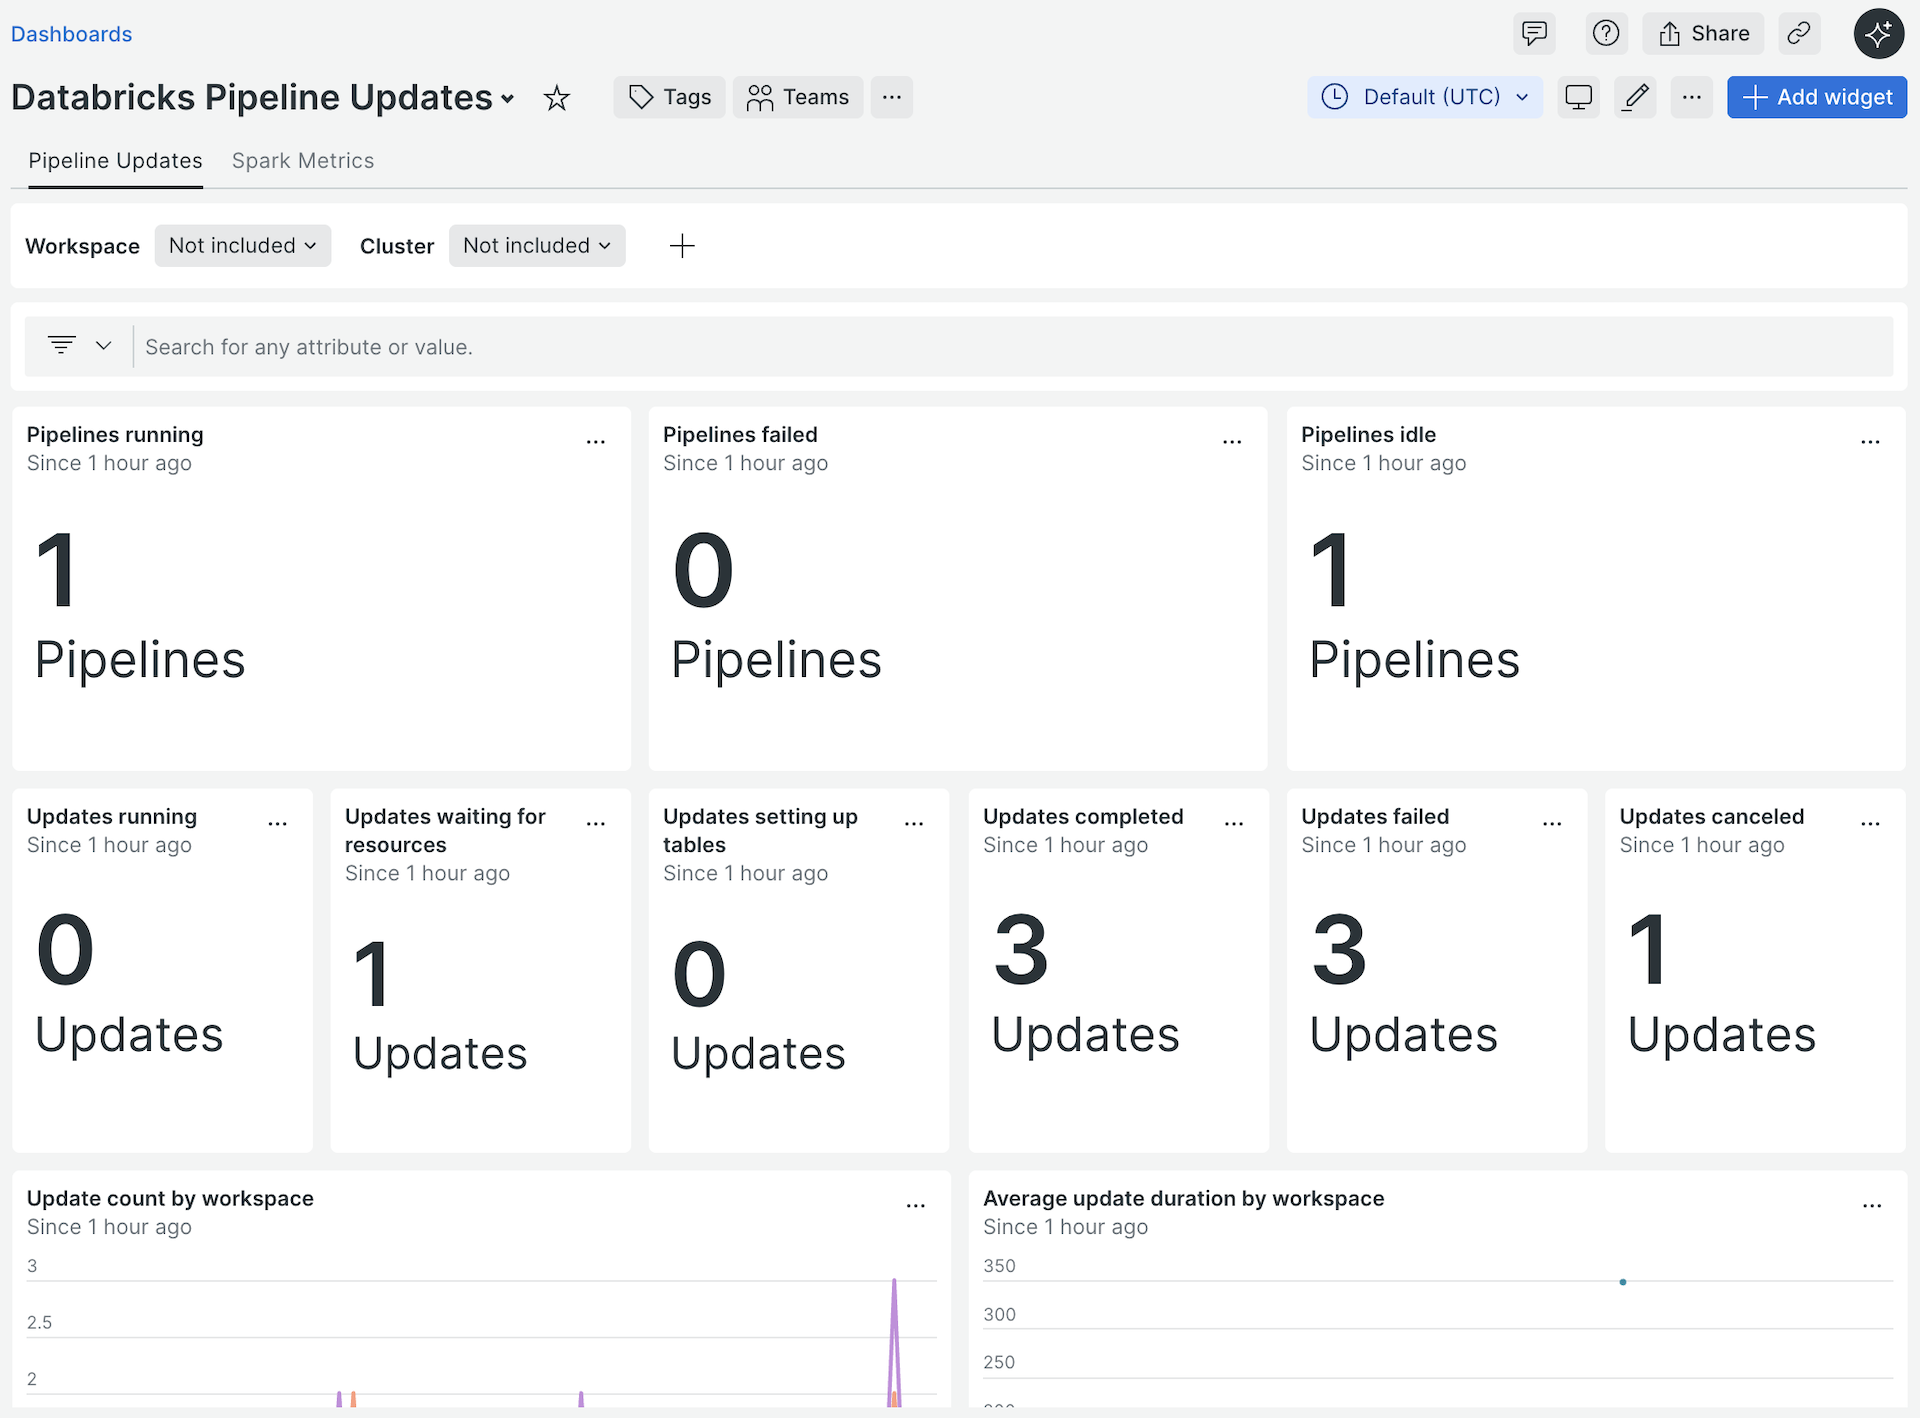 Dashboards
Share
Databricks Pipeline Updates
Tags
Teams
Default (UTC)
Add widget
Pipeline Updates
Spark Metrics
Workspace
Not included
Cluster
Not included
Search for any attribute or value.
Pipelines running
Since 1 hour ago
1
Pipelines
Pipelines failed
Since 1 hour ago
0
Pipelines
Pipelines idle
Since 1 hour ago
1
Pipelines
Updates running
Since 1 hour ago
0
Updates
Updates waiting for
resources
Since 1 hour ago
1
Updates
Updates setting up
tables
Since 1 hour ago
0
Updates
Updates completed
Since 1 hour ago
3
Updates
Updates failed
Since 1 hour ago
3
Updates
Updates canceled
Since 1 hour ago
1
Updates
Update count by workspace
Since 1 hour ago
3
2.5
2
Average update duration by workspace
Since 1 hour ago
350
300
250